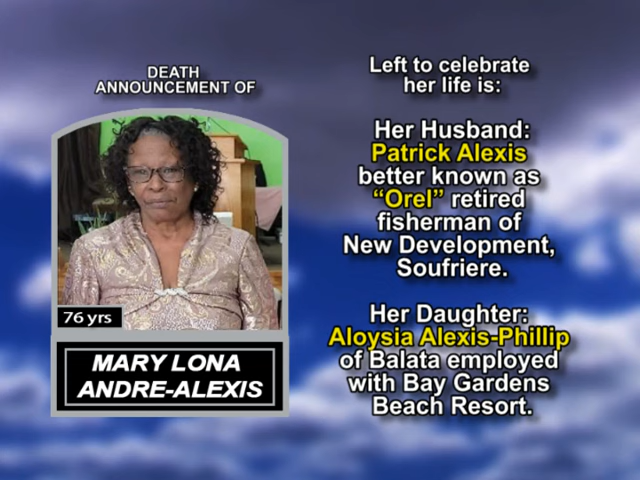 DEATH
ANNOUNCEMENT OF
76 yrs
MARY LONA
ANDRE-ALEXIS
Left to celebrate
her life is:
Her Husband:
Patrick Alexis
better known as
“Orel” retired
fisherman of
New Development,
Soufriere.
Her Daughter:
Aloysia Alexis-Phillip
of Balata employed
with Bay Gardens
Beach Resort.